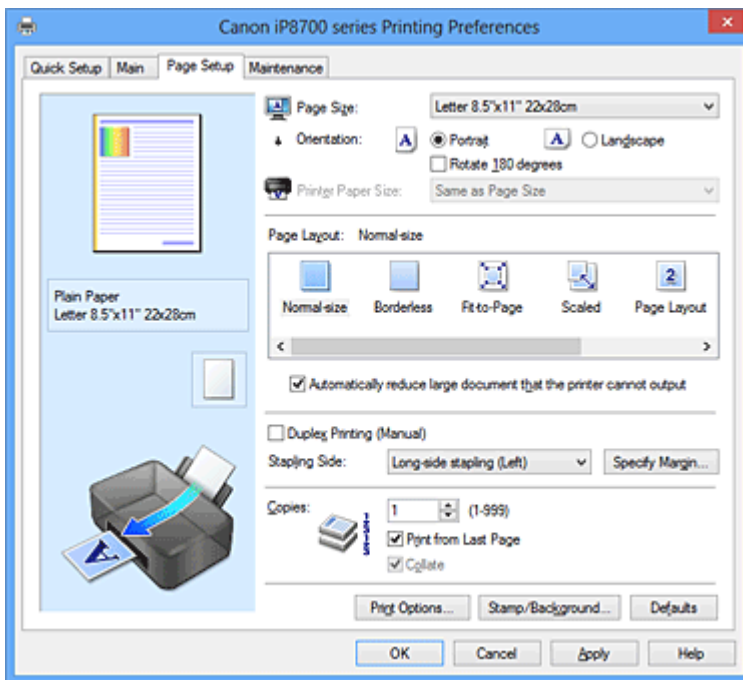 Canon iP8700 series Printing Preferences
Quick Setup Main Page Setup Maintenance
Page Size: Letter 8.5"x11" 22x28cm
Orientation: A Portrait A Landscape
Rotate 180 degrees
Printer Paper Size: Same as Page Size
Page Layout: Normal-size
2
Normal-size Borderless Fit-to-Page Scaled Page Layout
Plain Paper
Letter 8.5"x11" 22x28cm
Automatically reduce large document that the printer cannot output
Duplex Printing (Manual)
Stapling Side: Long-side stapling (Left) Specify Margin...
Copies: 1 (1-999)
Print from Last Page
Collate
A
Print Options... Stamp/Background... Defaults
OK Cancel Apply Help